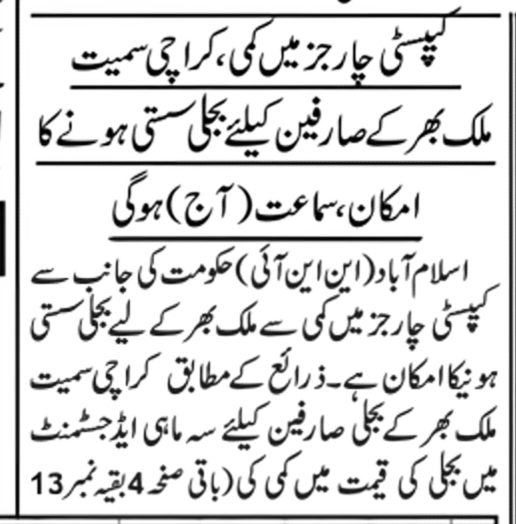 کیپسٹی چارجز میں کمی، کراچی سمیت
ملک بھر کے صارفین کیلئے بجلی سستی ہونے کا
امکان، سماعت (آج) ہوگی
اسلام آباد (این این آئی) حکومت کی جانب سے
کیپسٹی چارجز میں کمی سے ملک بھر کے لیے بجلی سستی
ہونیکا امکان ہے۔ ذرائع کے مطابق کراچی سمیت
ملک بھر کے بجلی صارفین کیلئے سہ ماہی ایڈجسٹمنٹ
میں بجلی کی قیمت میں کمی کی (باقی صفحہ 4 بقیہ نمبر 13